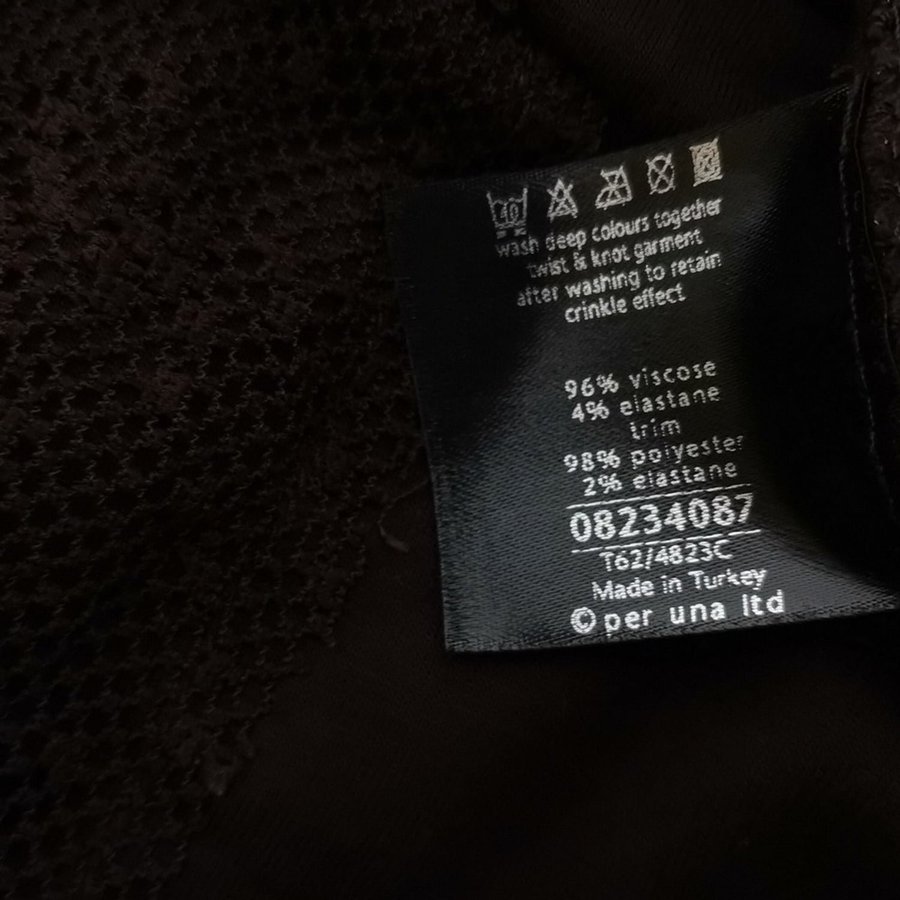 wash deep colours together
twist & knot garment
after washing to retain
crinkle effect
96% viscose
4% elastane
trim
98% polyester
2% elastane
08234087
T62/4823C
Made in Turkey
© per una ltd